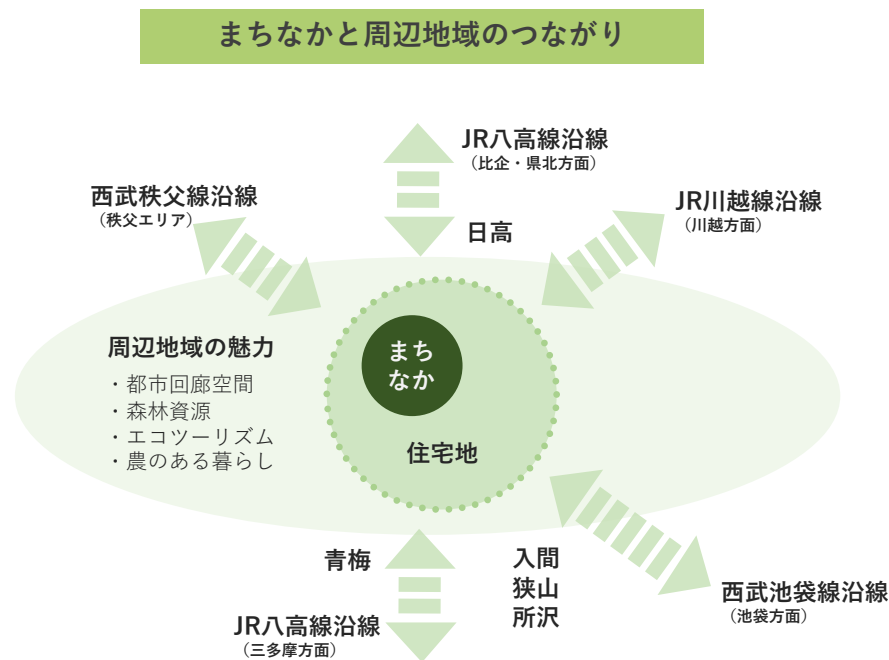 まちなかと周辺地域のつながり
JR八高線沿線
（比企・県北方面）
西武秩父線沿線
（秩父エリア）
JR川越線沿線
（川越方面）
日高
周辺地域の魅力
・都市回廊空間
・森林資源
・エコツーリズム
・農のある暮らし
まち
なか
住宅地
青梅
入間
狭山
所沢
JR八高線沿線
（三多摩方面）
西武池袋線沿線
（池袋方面）